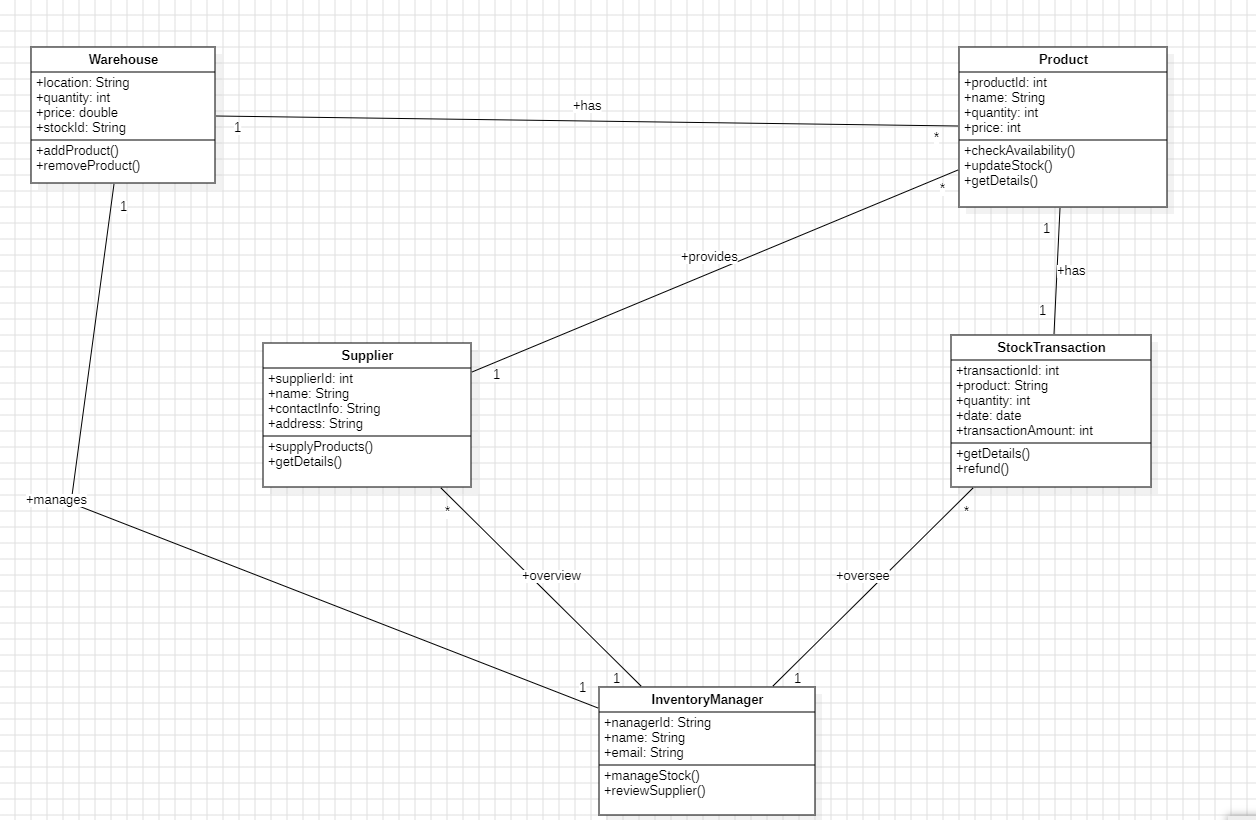 Warehouse
+location: String
+quantity: int
+price: double
+stockId: String
+addProduct()
+removeProduct()
Product
+productId: int
+name: String
+quantity: int
+price: int
+checkAvailability()
+updateStock()
+getDetails()
+has
1
*
1
*
+provides
1
1
+has
1
Supplier
+supplierId: int
+name: String
+contactInfo: String
+address: String
+supplyProducts()
+getDetails()
StockTransaction
+transactionId: int
+product: String
+quantity: int
+date: date
+transactionAmount: int
+getDetails()
+refund()
+manages
*
*
+overview
+oversee
1
1
1
InventoryManager
+nanagerId: String
+name: String
+email: String
+manageStock()
+reviewSupplier()